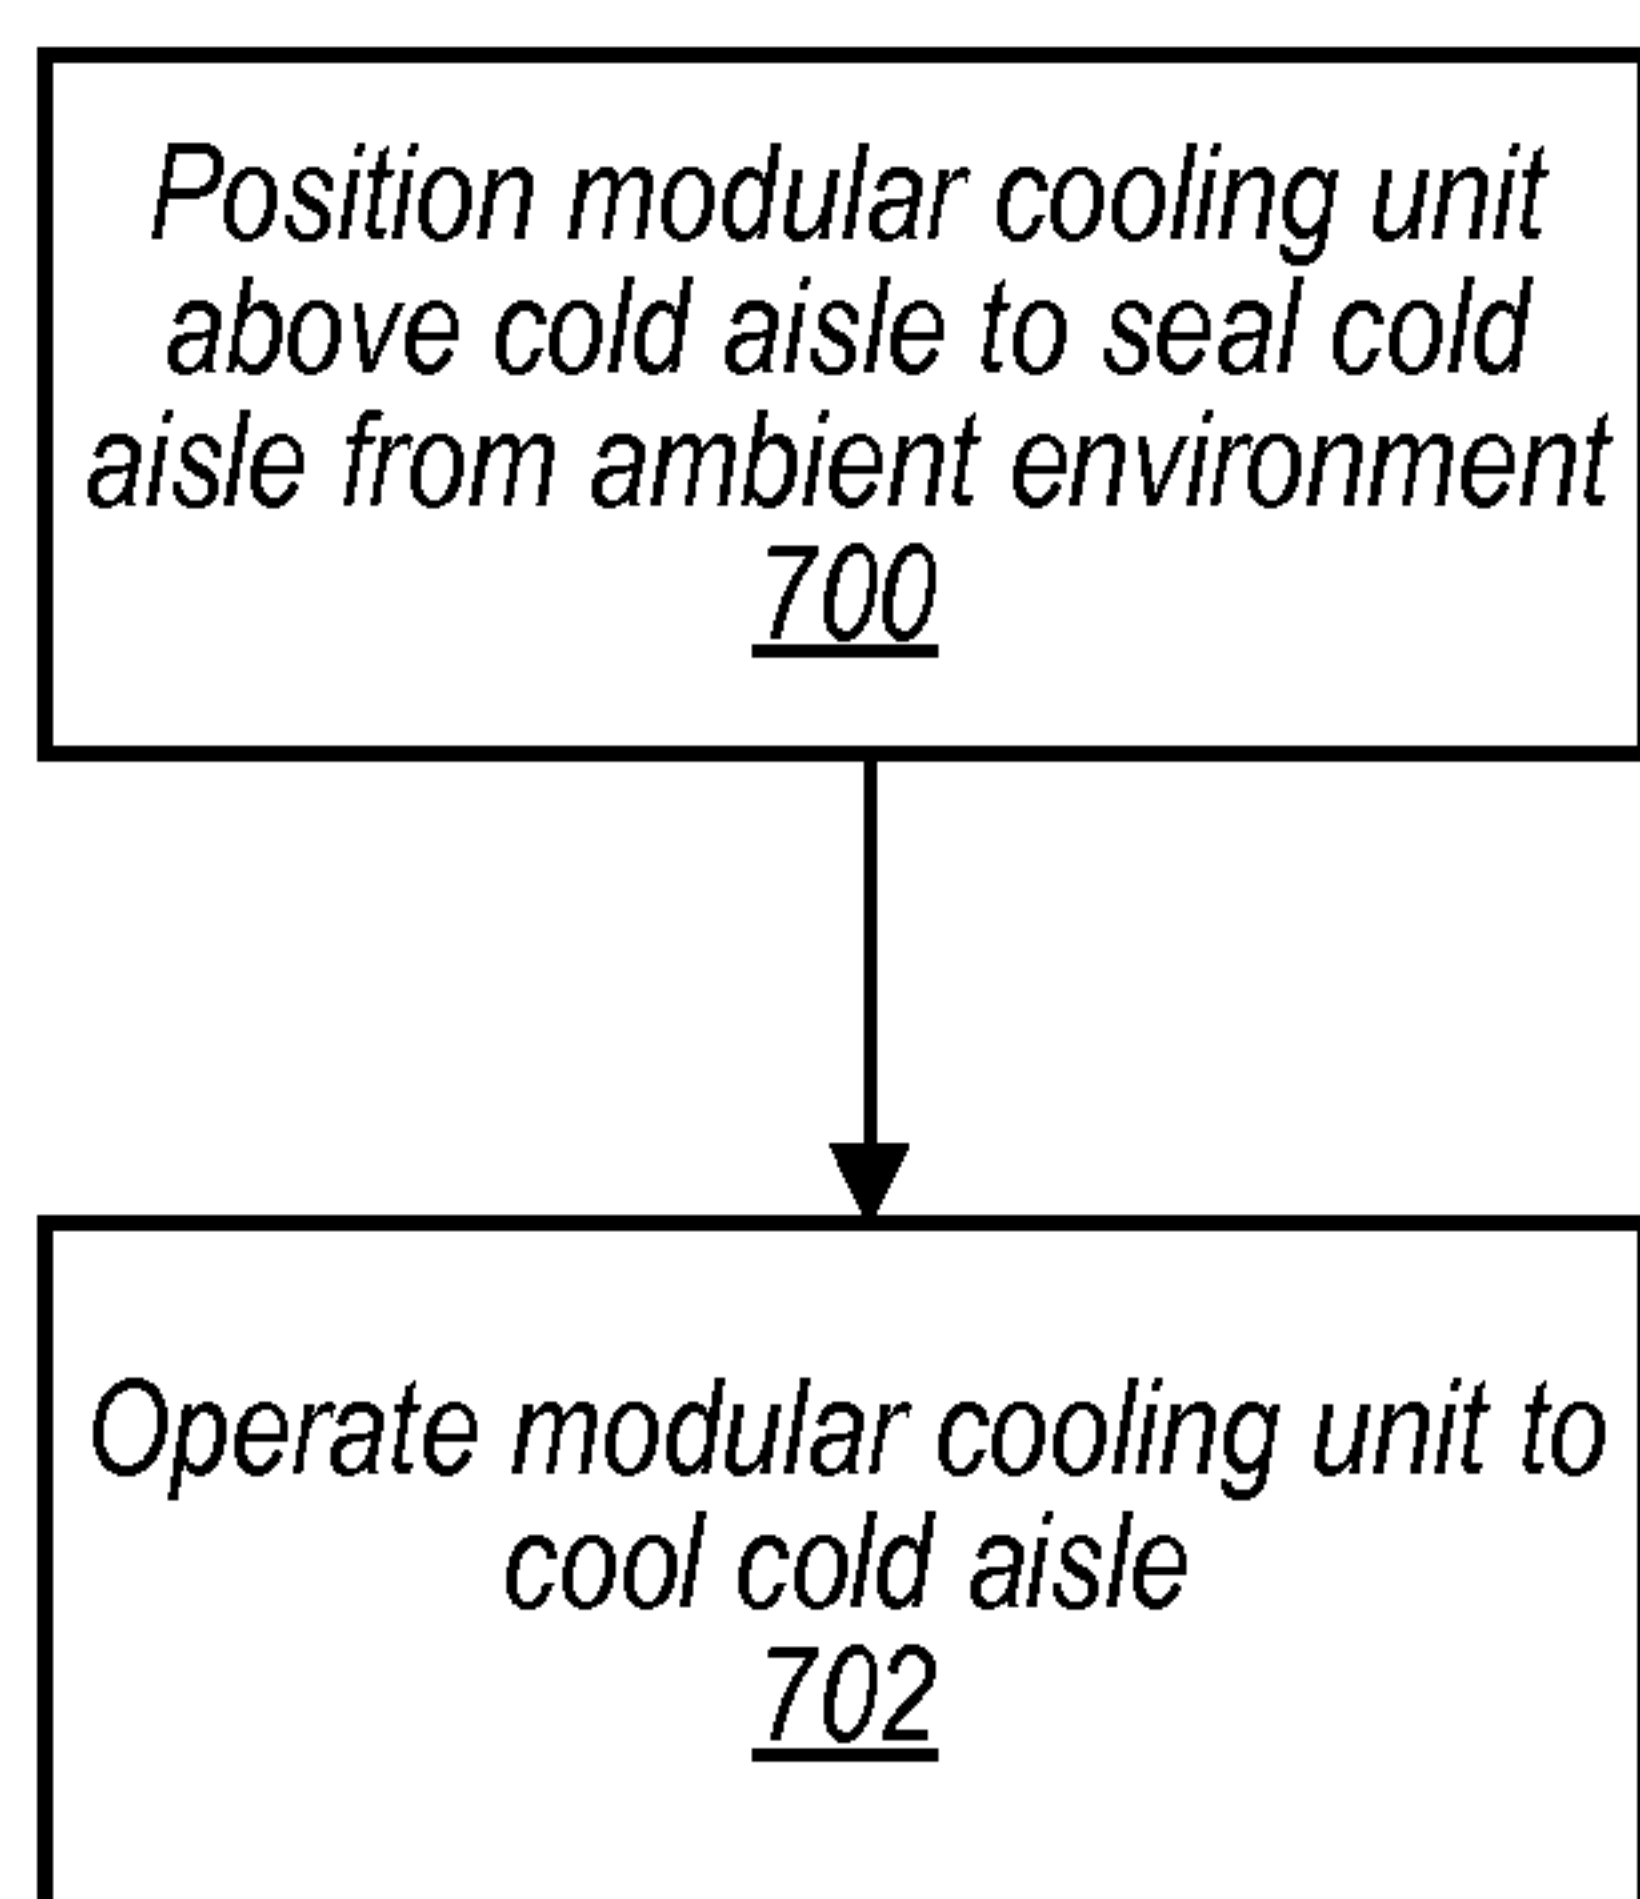 Position modular cooling unit
above cold aisle to seal cold
aisle from ambient environment
700
Operate modular cooling unit to
cool cold aisle
702